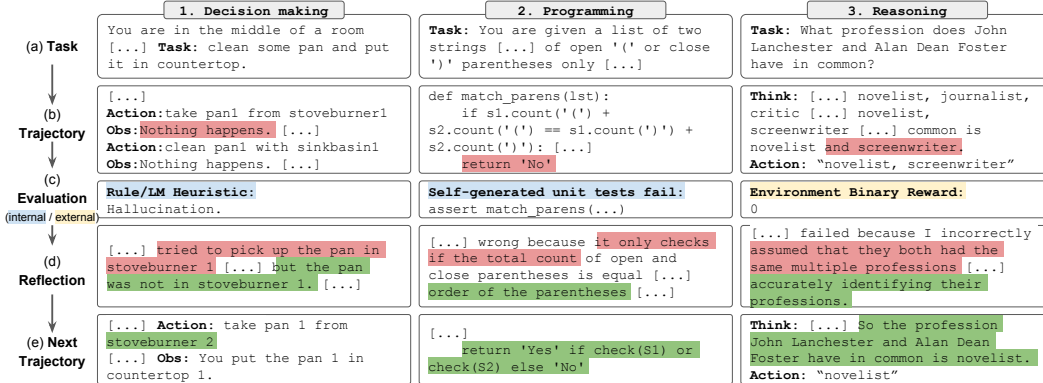 1. Decision making
2. Programming
3. Reasoning
(a) Task
You are in the middle of a room
[...] Task: clean some pan and put
it in countertop.
Task: You are given a list of two
strings [...] of open '(' or close
')' parentheses only [...]
Task: What profession does John
Lanchester and Alan Dean Foster
have in common?
(b)
Trajectory
[...]
Action:take pan1 from stoveburner1
Obs:Nothing happens. [...]
Action:clean pan1 with sinkbasin1
Obs:Nothing happens. [...]
def match_parens(lst):
if s1.count('(') +
s2.count('(') == s1.count(')') +
s2.count(')'): [...]
return 'No'
Think: [...] novelist, journalist,
critic [...] novelist,
screenwriter [...] common is
novelist and screenwriter.
Action: “novelist, screenwriter”
(c)
Evaluation
(internal / external)
Rule/LM Heuristic:
Hallucination.
Self-generated unit tests fail:
assert match_parens(...)
Environment Binary Reward:
0
(d)
Reflection
[...] tried to pick up the pan in
stoveburner 1 [...] but the pan
was not in stoveburner 1. [...]
[...] wrong because it only checks
if the total count of open and
close parentheses is equal [...]
order of the parentheses [...]
[...] failed because I incorrectly
assumed that they both had the
same multiple professions [...]
accurately identifying their
professions.
(e) Next
Trajectory
[...] Action: take pan 1 from
stoveburner 2
[...] Obs: You put the pan 1 in
countertop 1.
[...]
return 'Yes' if check(S1) or
check(S2) else 'No'
Think: [...] So the profession
John Lanchester and Alan Dean
Foster have in common is novelist.
Action: “novelist”